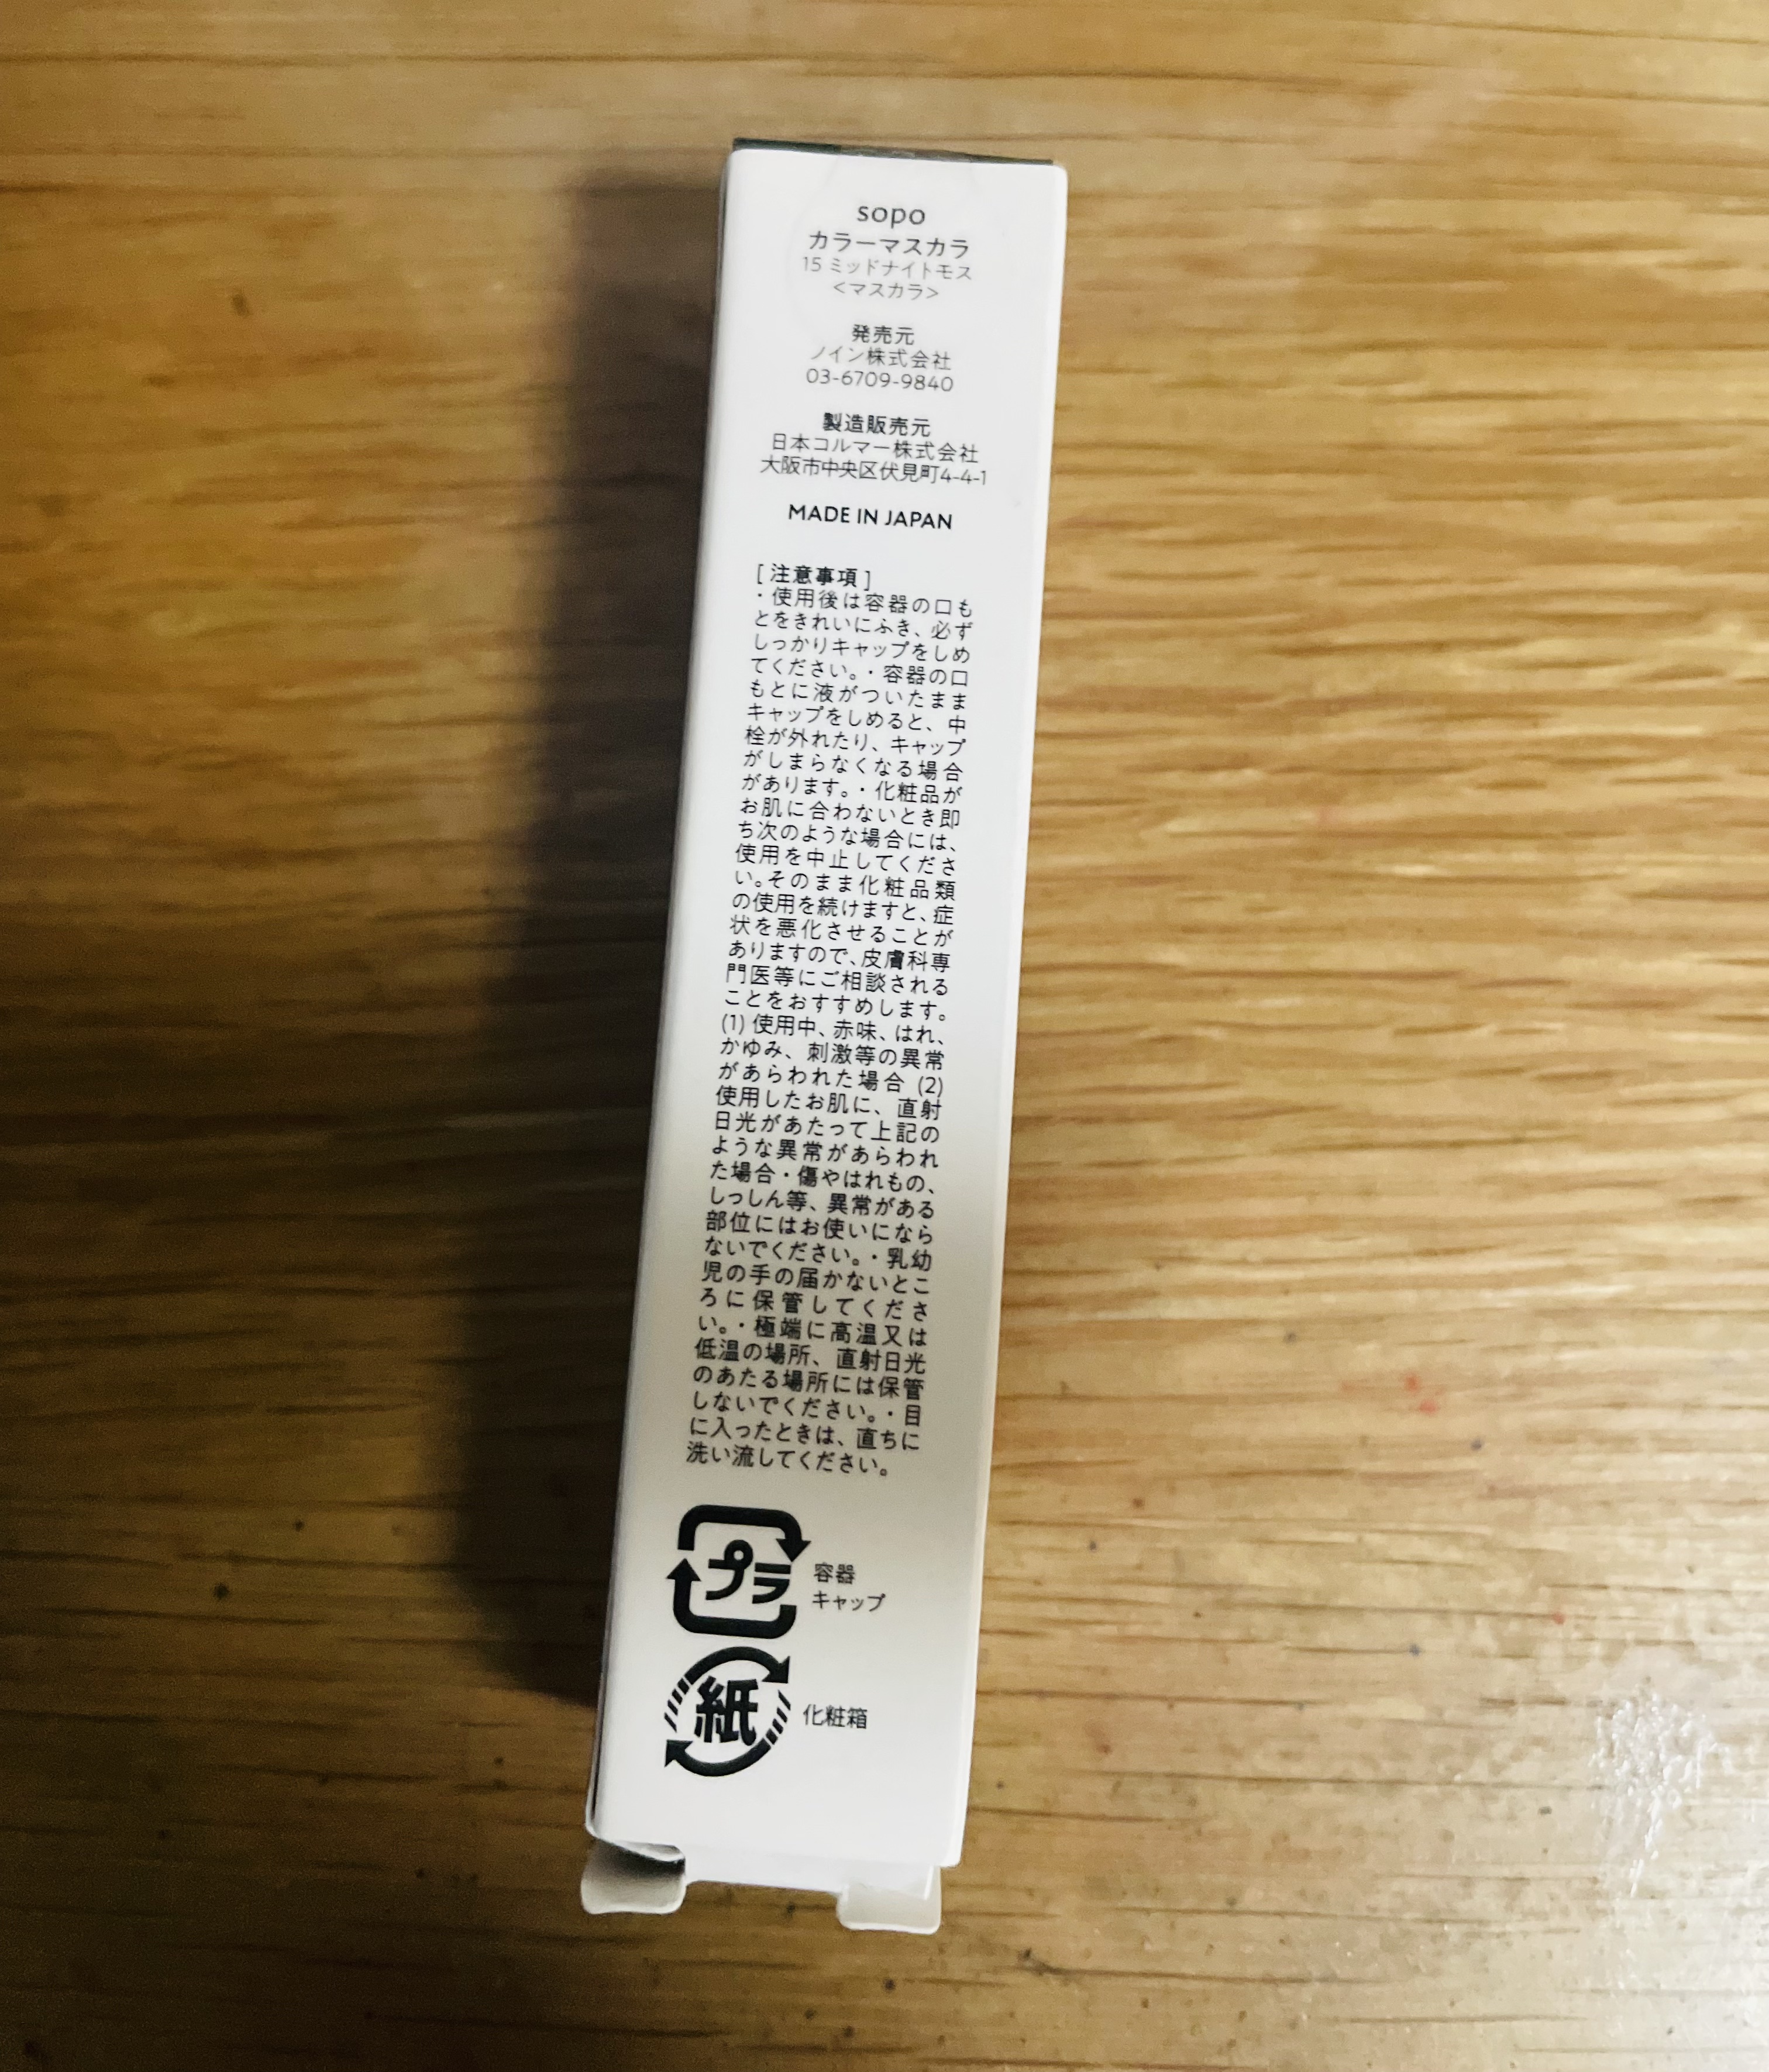 sopo
カラーマスカラ
15 ミッドナイトモス
<マスカラ>
発売元
ノイン株式会社
03-6709-9840
製造販売元
日本コルマー株式会社
大阪市中央区伏見町4-4-1
MADE IN JAPAN
[ 注意事項 ]
・使用後は容器の口も
とをきれいにふき、必ず
しっかりキャップをしめ
てください。・容器の口
もとに液がついたまま
キャップをしめると、中
栓が外れたり、キャップ
がしまらなくなる場合
があります。・化粧品が
お肌に合わないとき即
ち次のような場合には、
使用を中止してくださ
い。そのまま化粧品類
の使用を続けますと、症
状を悪化させることが
ありますので、皮膚科専
門医等にご相談される
ことをおすすめします。
(1) 使用中、赤味、はれ、
かゆみ、刺激等の異常
があらわれた場合 (2)
使用したお肌に、直射
日光があたって上記の
ような異常があらわれ
た場合・傷やはれもの、
しっしん等、異常がある
部位にはお使いになら
ないでください。・乳幼
児の手の届かないとこ
ろに保管してくださ
い。・極端に高温又は
低温の場所、直射日光
のあたる場所には保管
しないでください。・目
に入ったときは、直ちに
洗い流してください。
プラ
容器
キャップ
紙
化粧箱